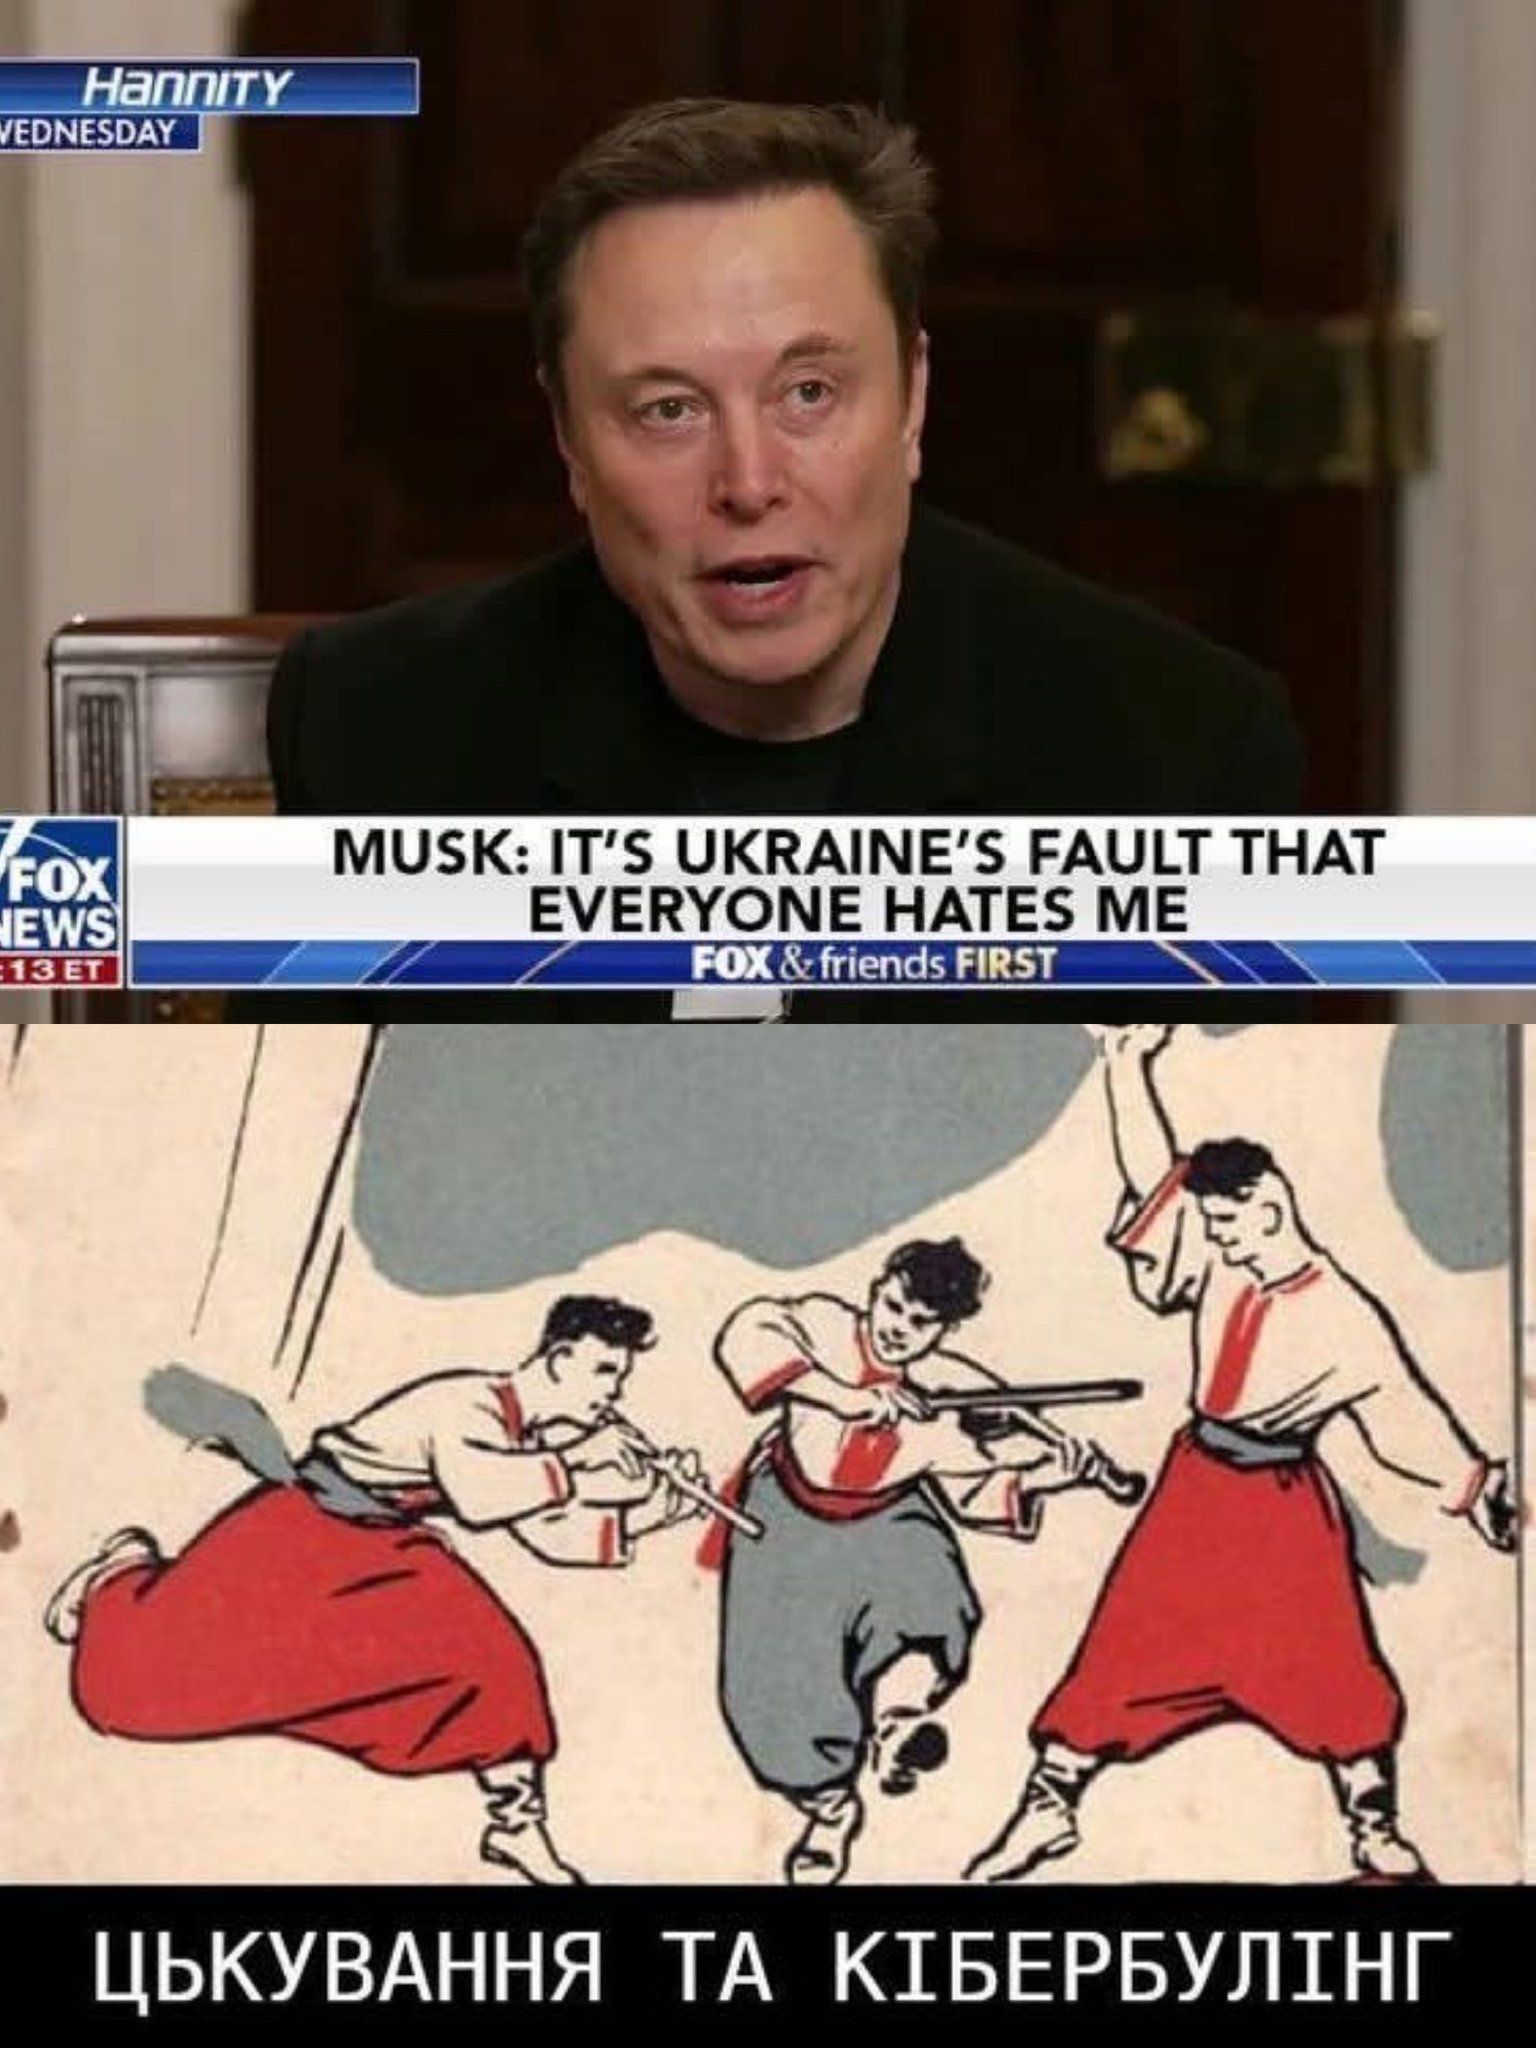 Hannity
WEDNESDAY
MUSK: IT'S UKRAINE'S FAULT THAT
EVERYONE HATES ME
FOX
NEWS
:13 ET
FOX & friends FIRST
ЦЬКУВАННЯ ТА КІБЕРБУЛІНГ